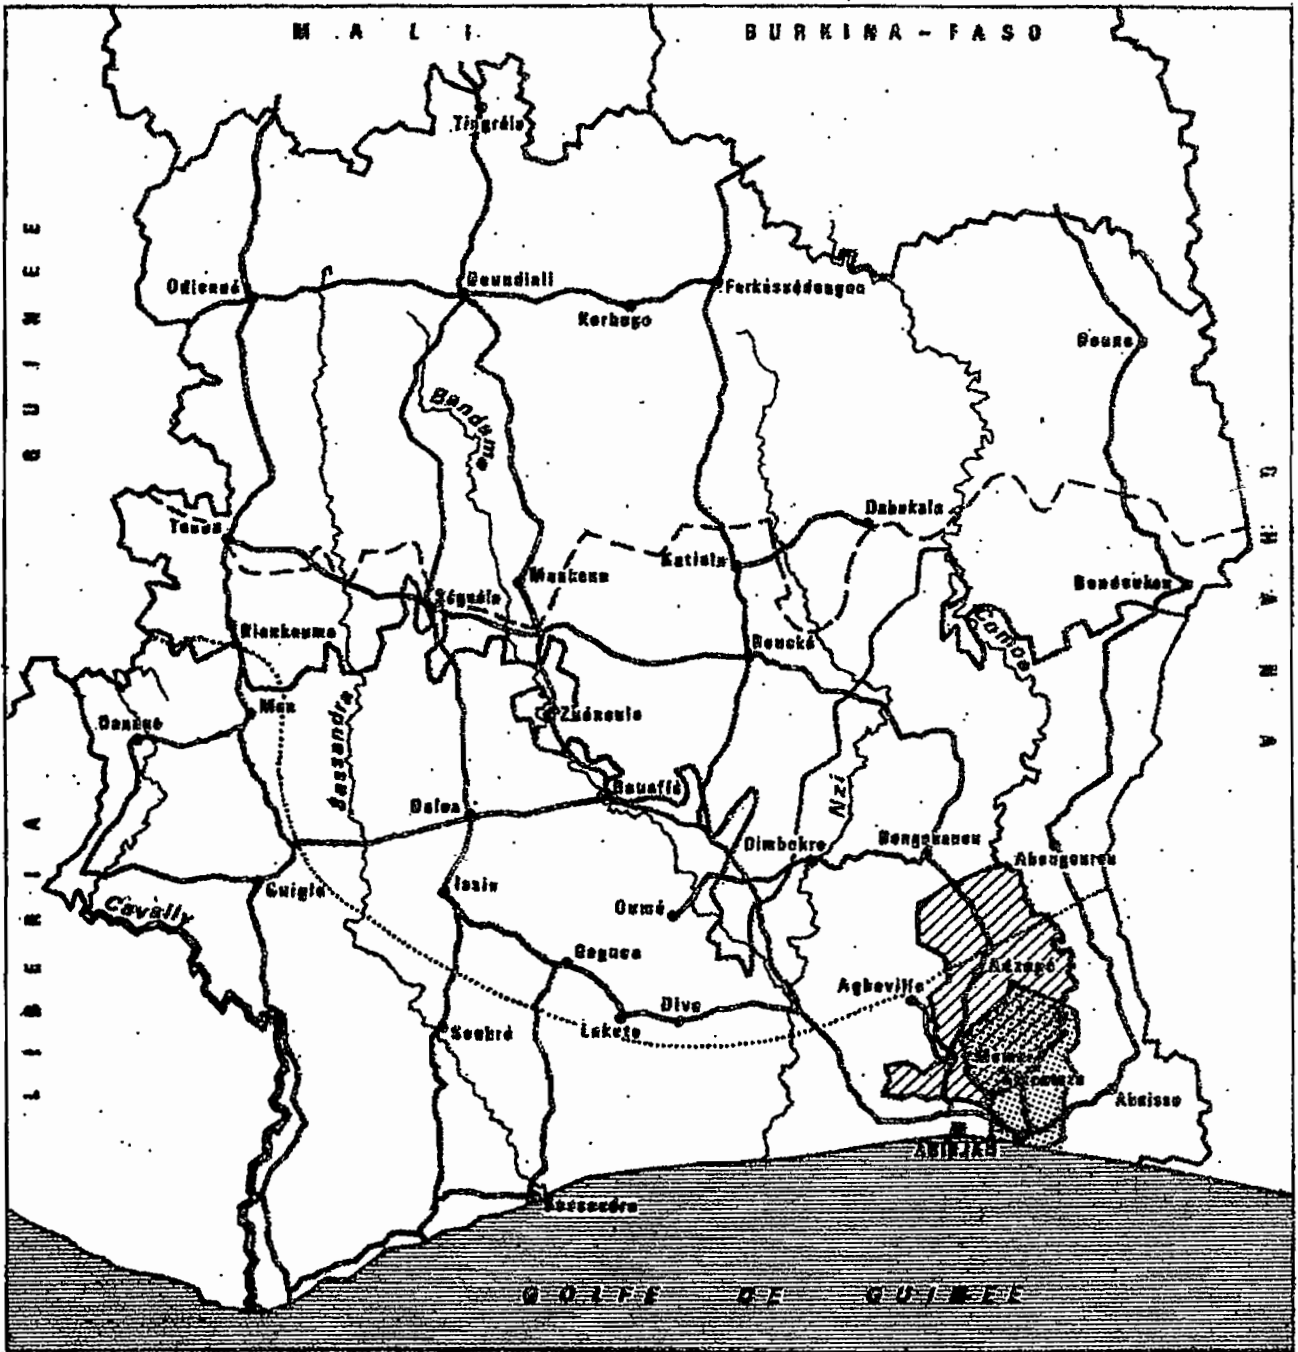 MALI
BURKINA-FASO
Tingréla
GUINEE
Odienné
Boundiali
Korhogo
Ferkéssédougou
Bouna
Bandama
GHANA
Touba
Dabakala
Katiola
Mankono
Séguéla
Bondoukou
Biankouma
Bouaké
Comoé
Man
Danané
Sassandra
Zuénoula
Bouaflé
Daloa
Nzi
Dimbokro
Bongouanou
Abengourou
LIBERIA
Guiglo
Issia
Oumé
Cavally
Gagnoa
Adzopé
Agboville
Divo
Lakota
Soubré
Aboisso
ABIDJAN
Sassandra
GOLFE DE GUINEE